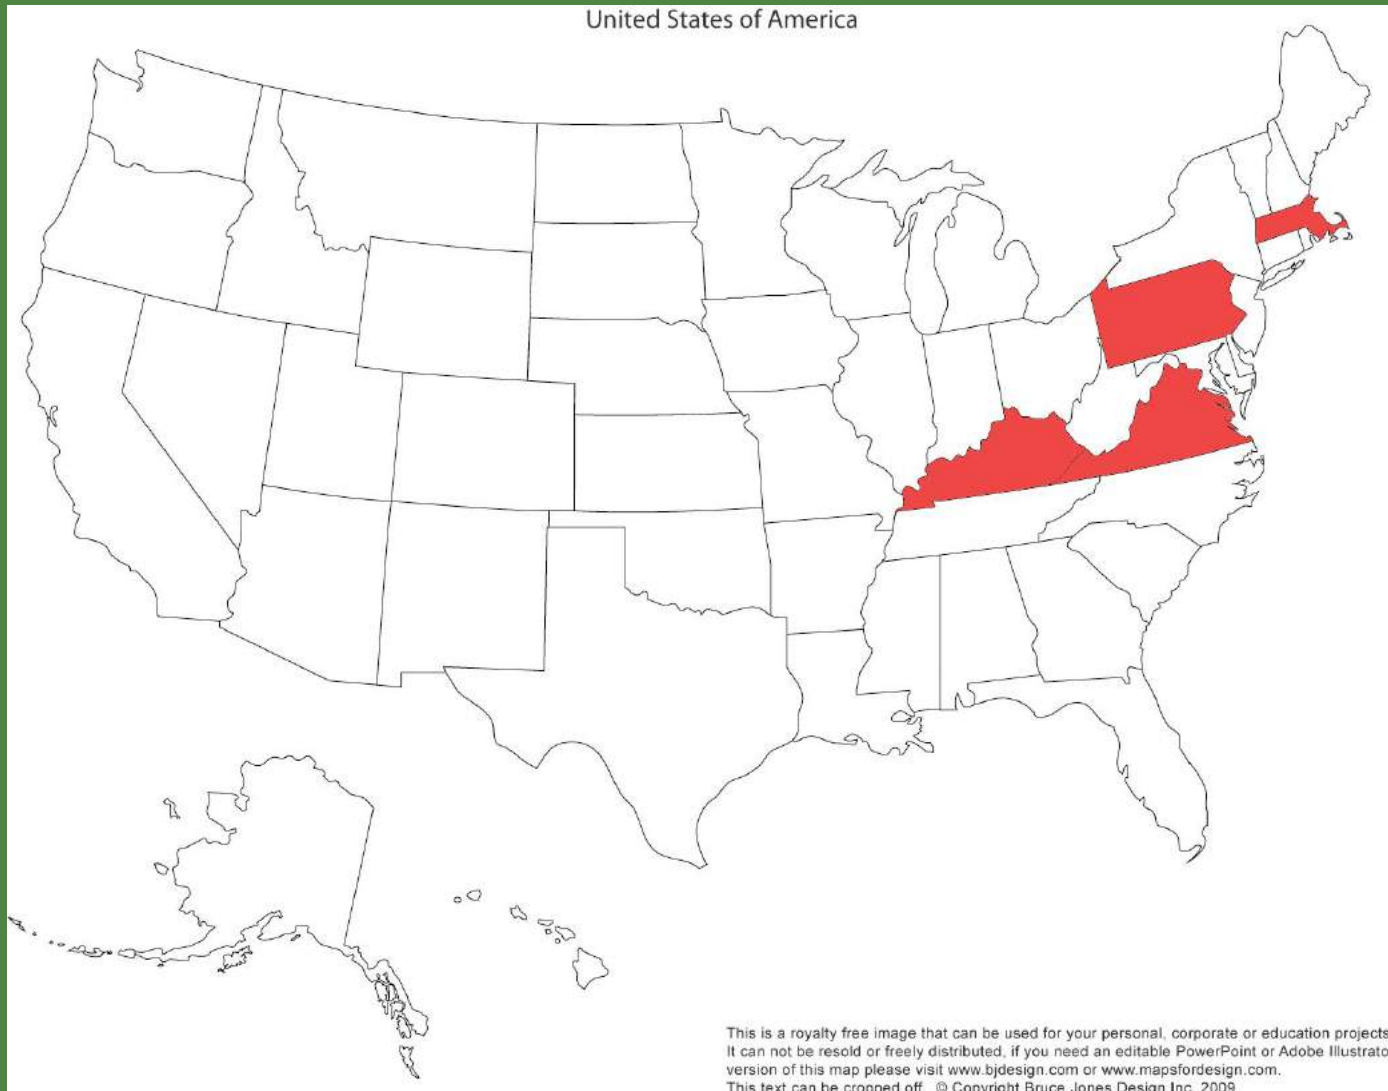 United States of America
This is a royalty free image that can be used for your personal, corporate or education projects
It can not be resold or freely distributed, if you need an editable PowerPoint or Adobe Illustrato
version of this map please visit www.bjdesign.com or www.mapsfordesign.com.
This text can be cropped off. © Copyright Bruce Jones Design Inc. 2009